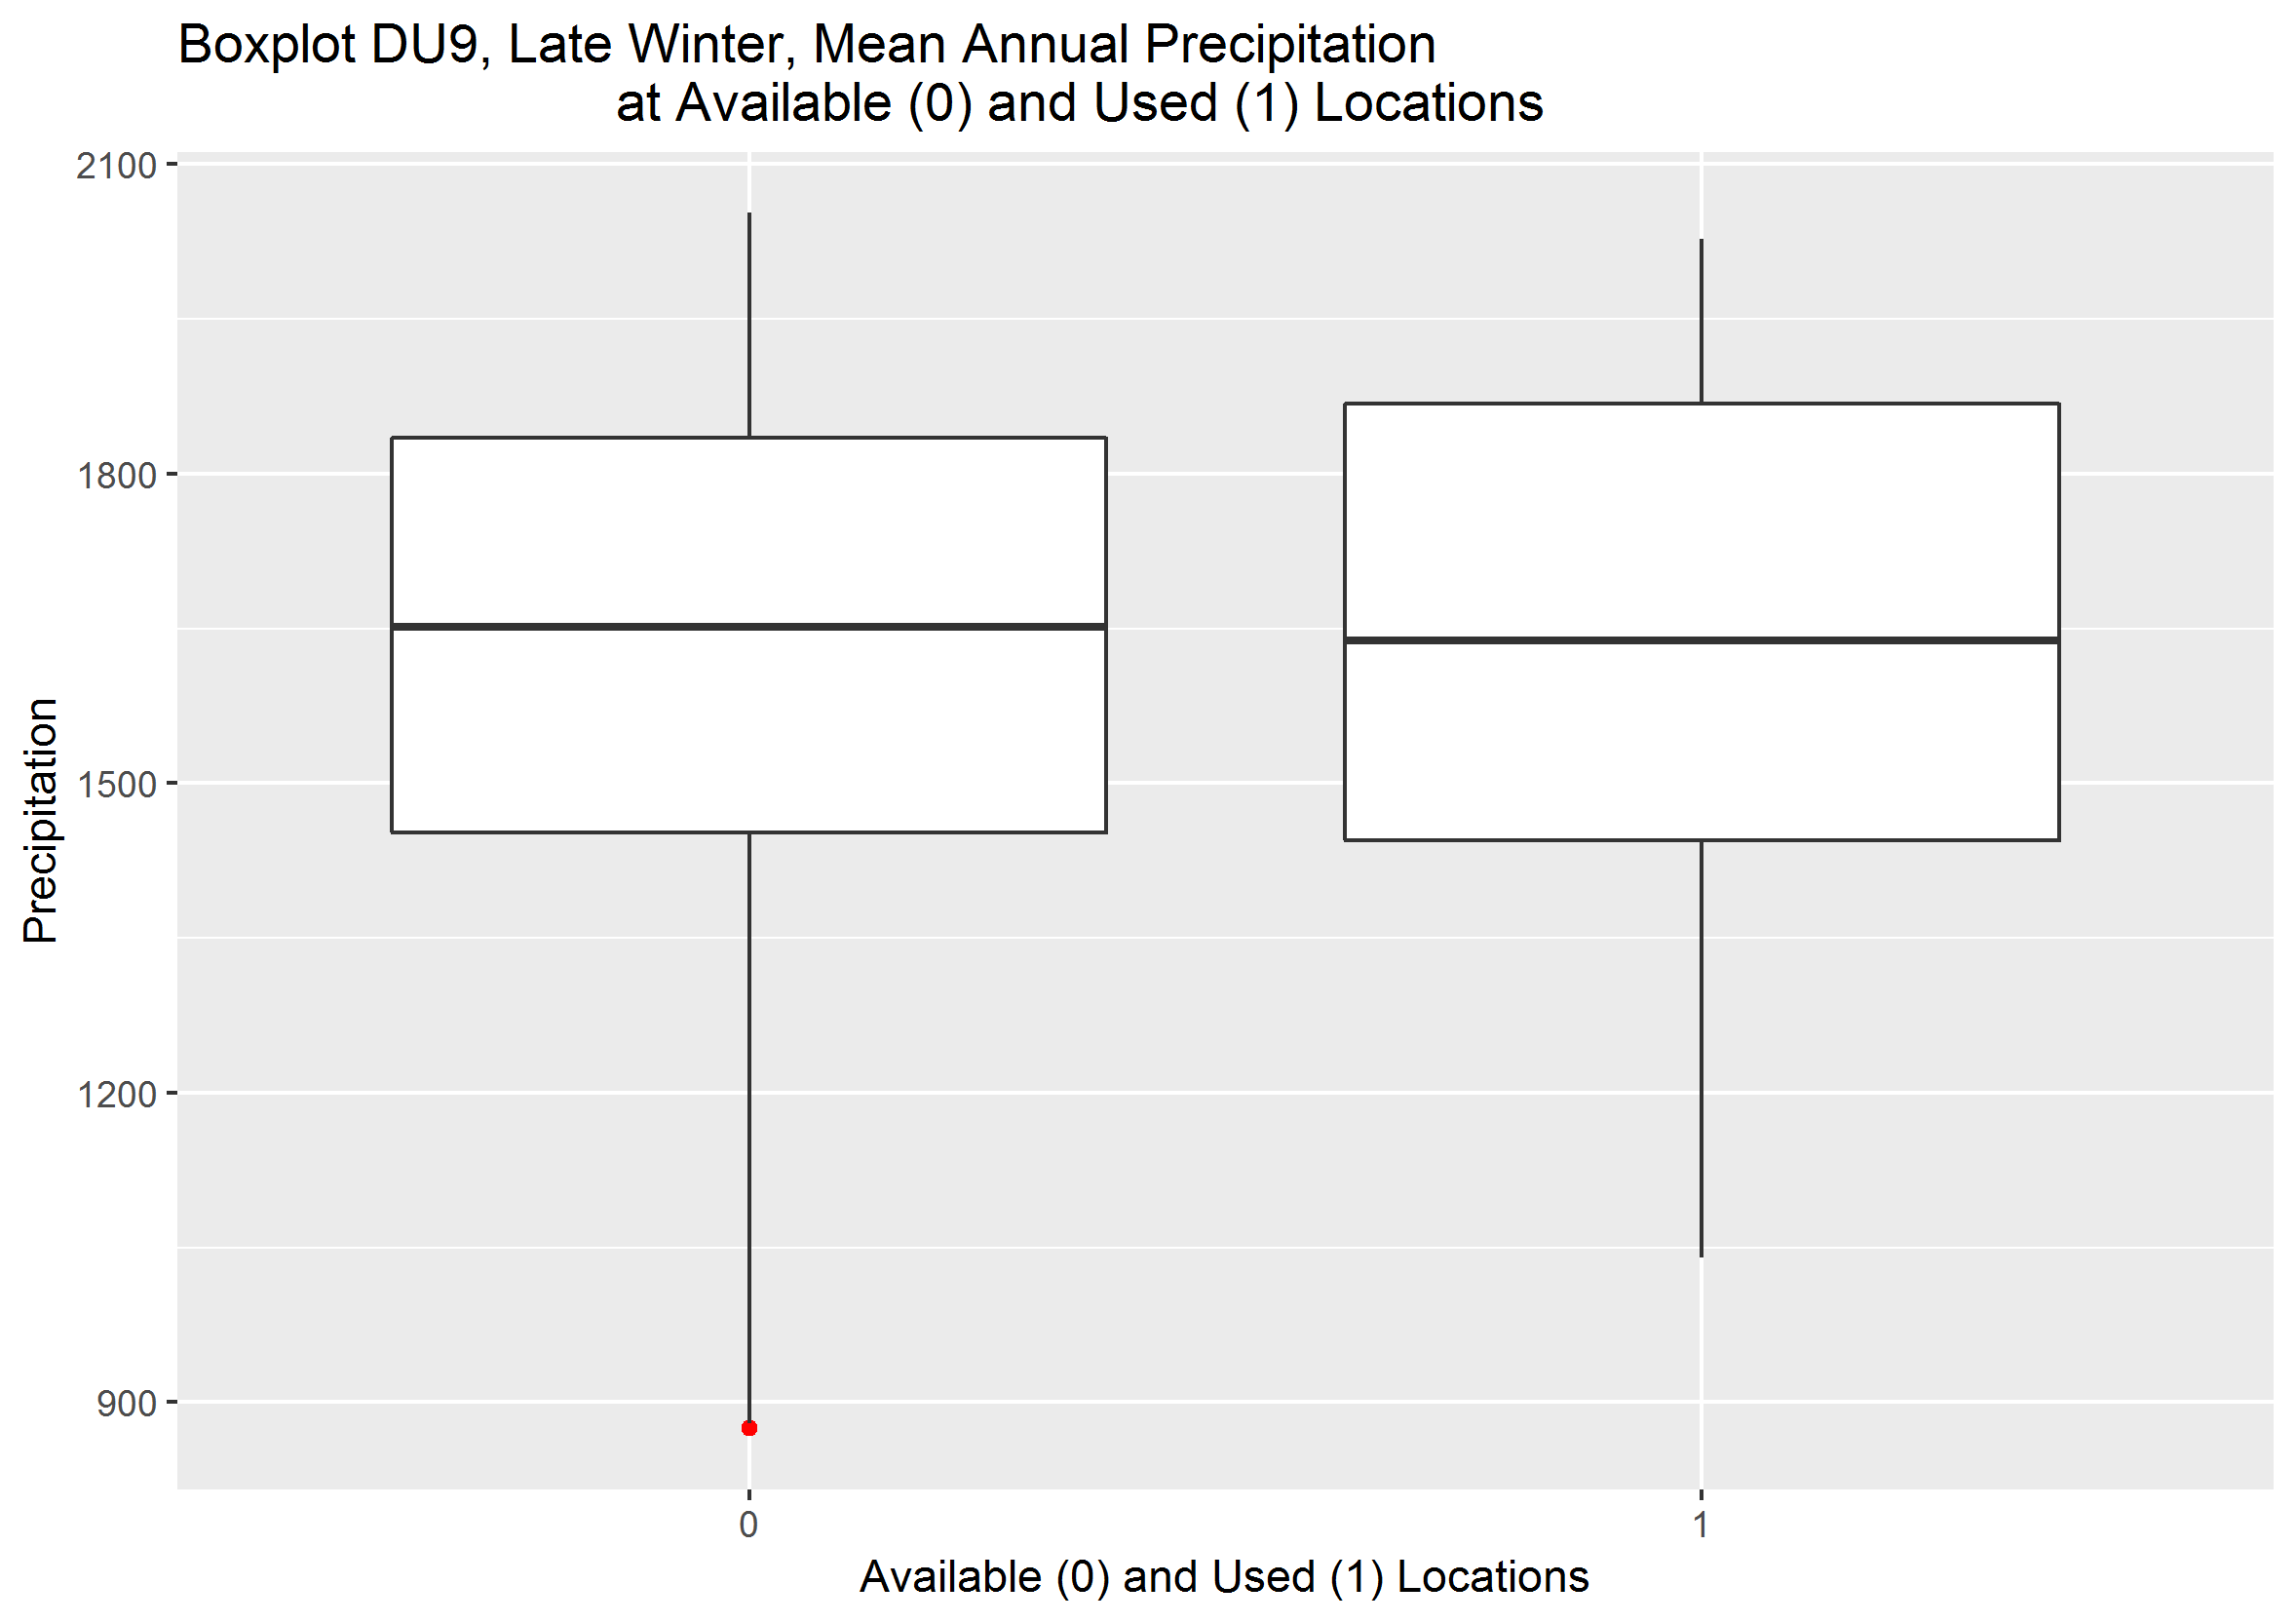 Boxplot DU9, Late Winter, Mean Annual Precipitation
at Available (0) and Used (1) Locations
2100
1800
1500
1200
900
Precipitation
0
1
Available (0) and Used (1) Locations